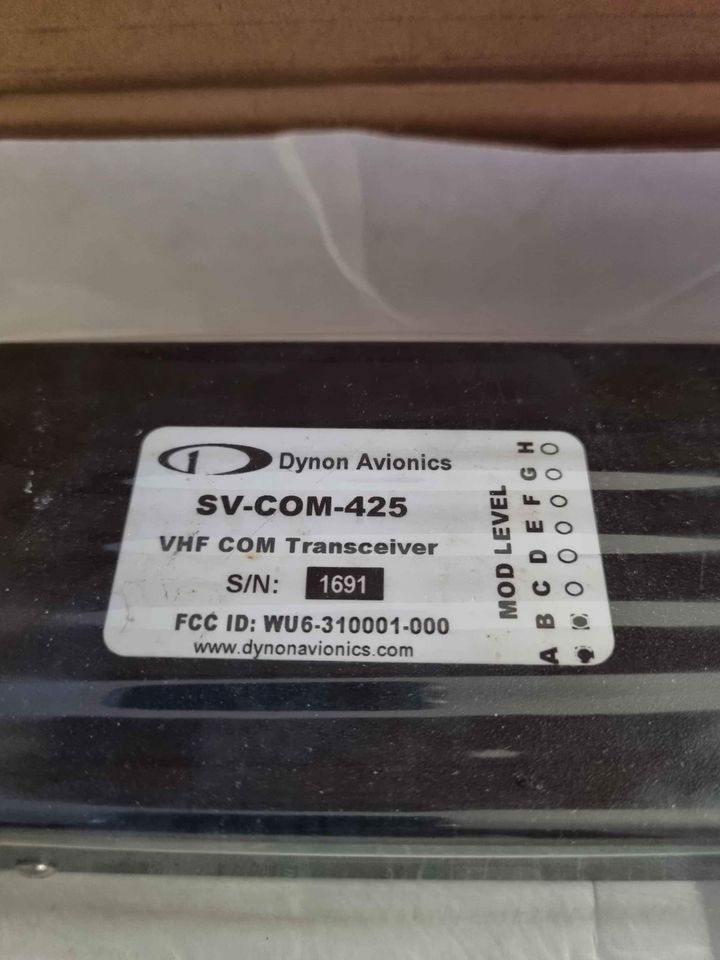 Dynon Avionics
SV-COM-425
VHF COM Transceiver
S/N: 1691
FCC ID: WU6-310001-000
www.dynonavionics.com
MOD LEVEL
A B C D E F G H